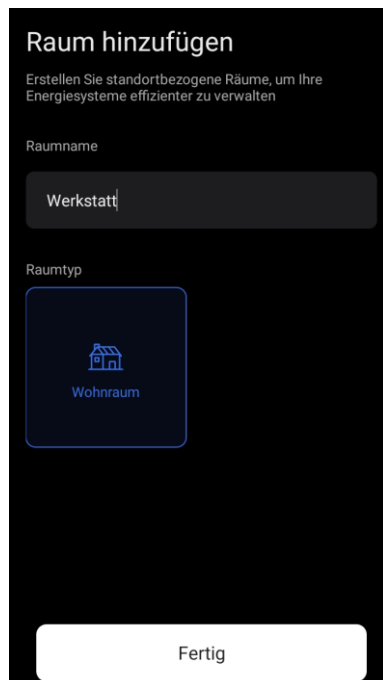 Raum hinzufügen
Erstellen Sie standortbezogene Räume, um Ihre
Energiesysteme effizienter zu verwalten
Raumname
Werkstatt
Raumtyp
Wohnraum
Fertig